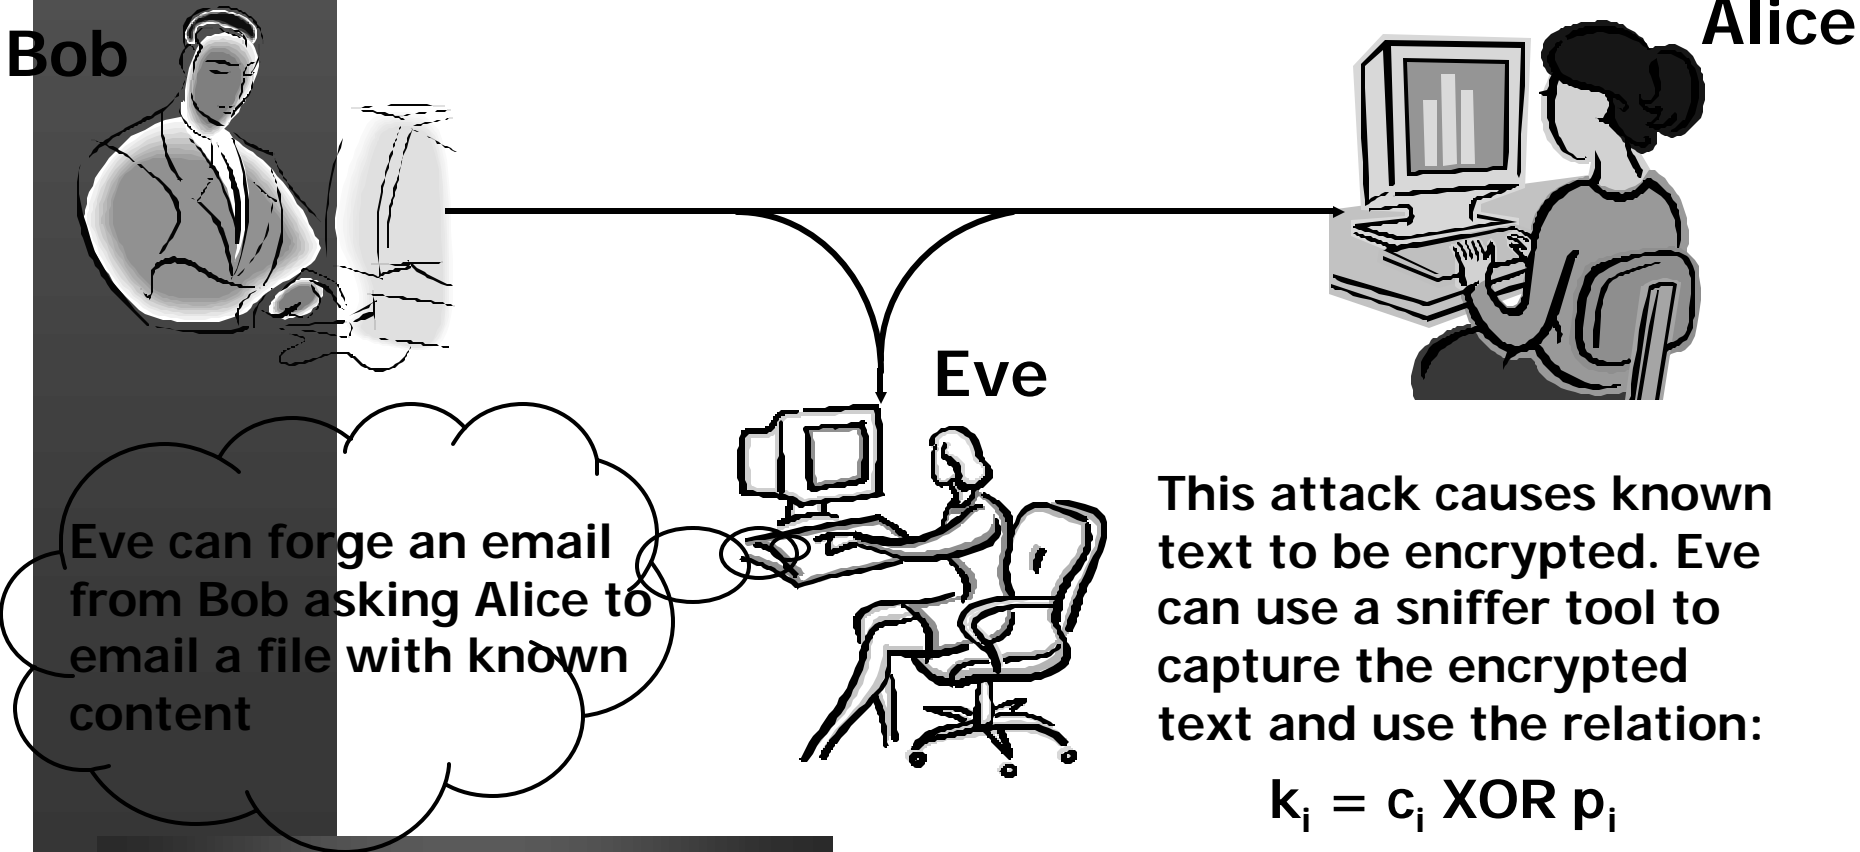 Bob
Alice
Eve
Eve can forge an email
from Bob asking Alice to
email a file with known
content
This attack causes known
text to be encrypted. Eve
can use a sniffer tool to
capture the encrypted
text and use the relation:
kᵢ = cᵢ XOR pᵢ